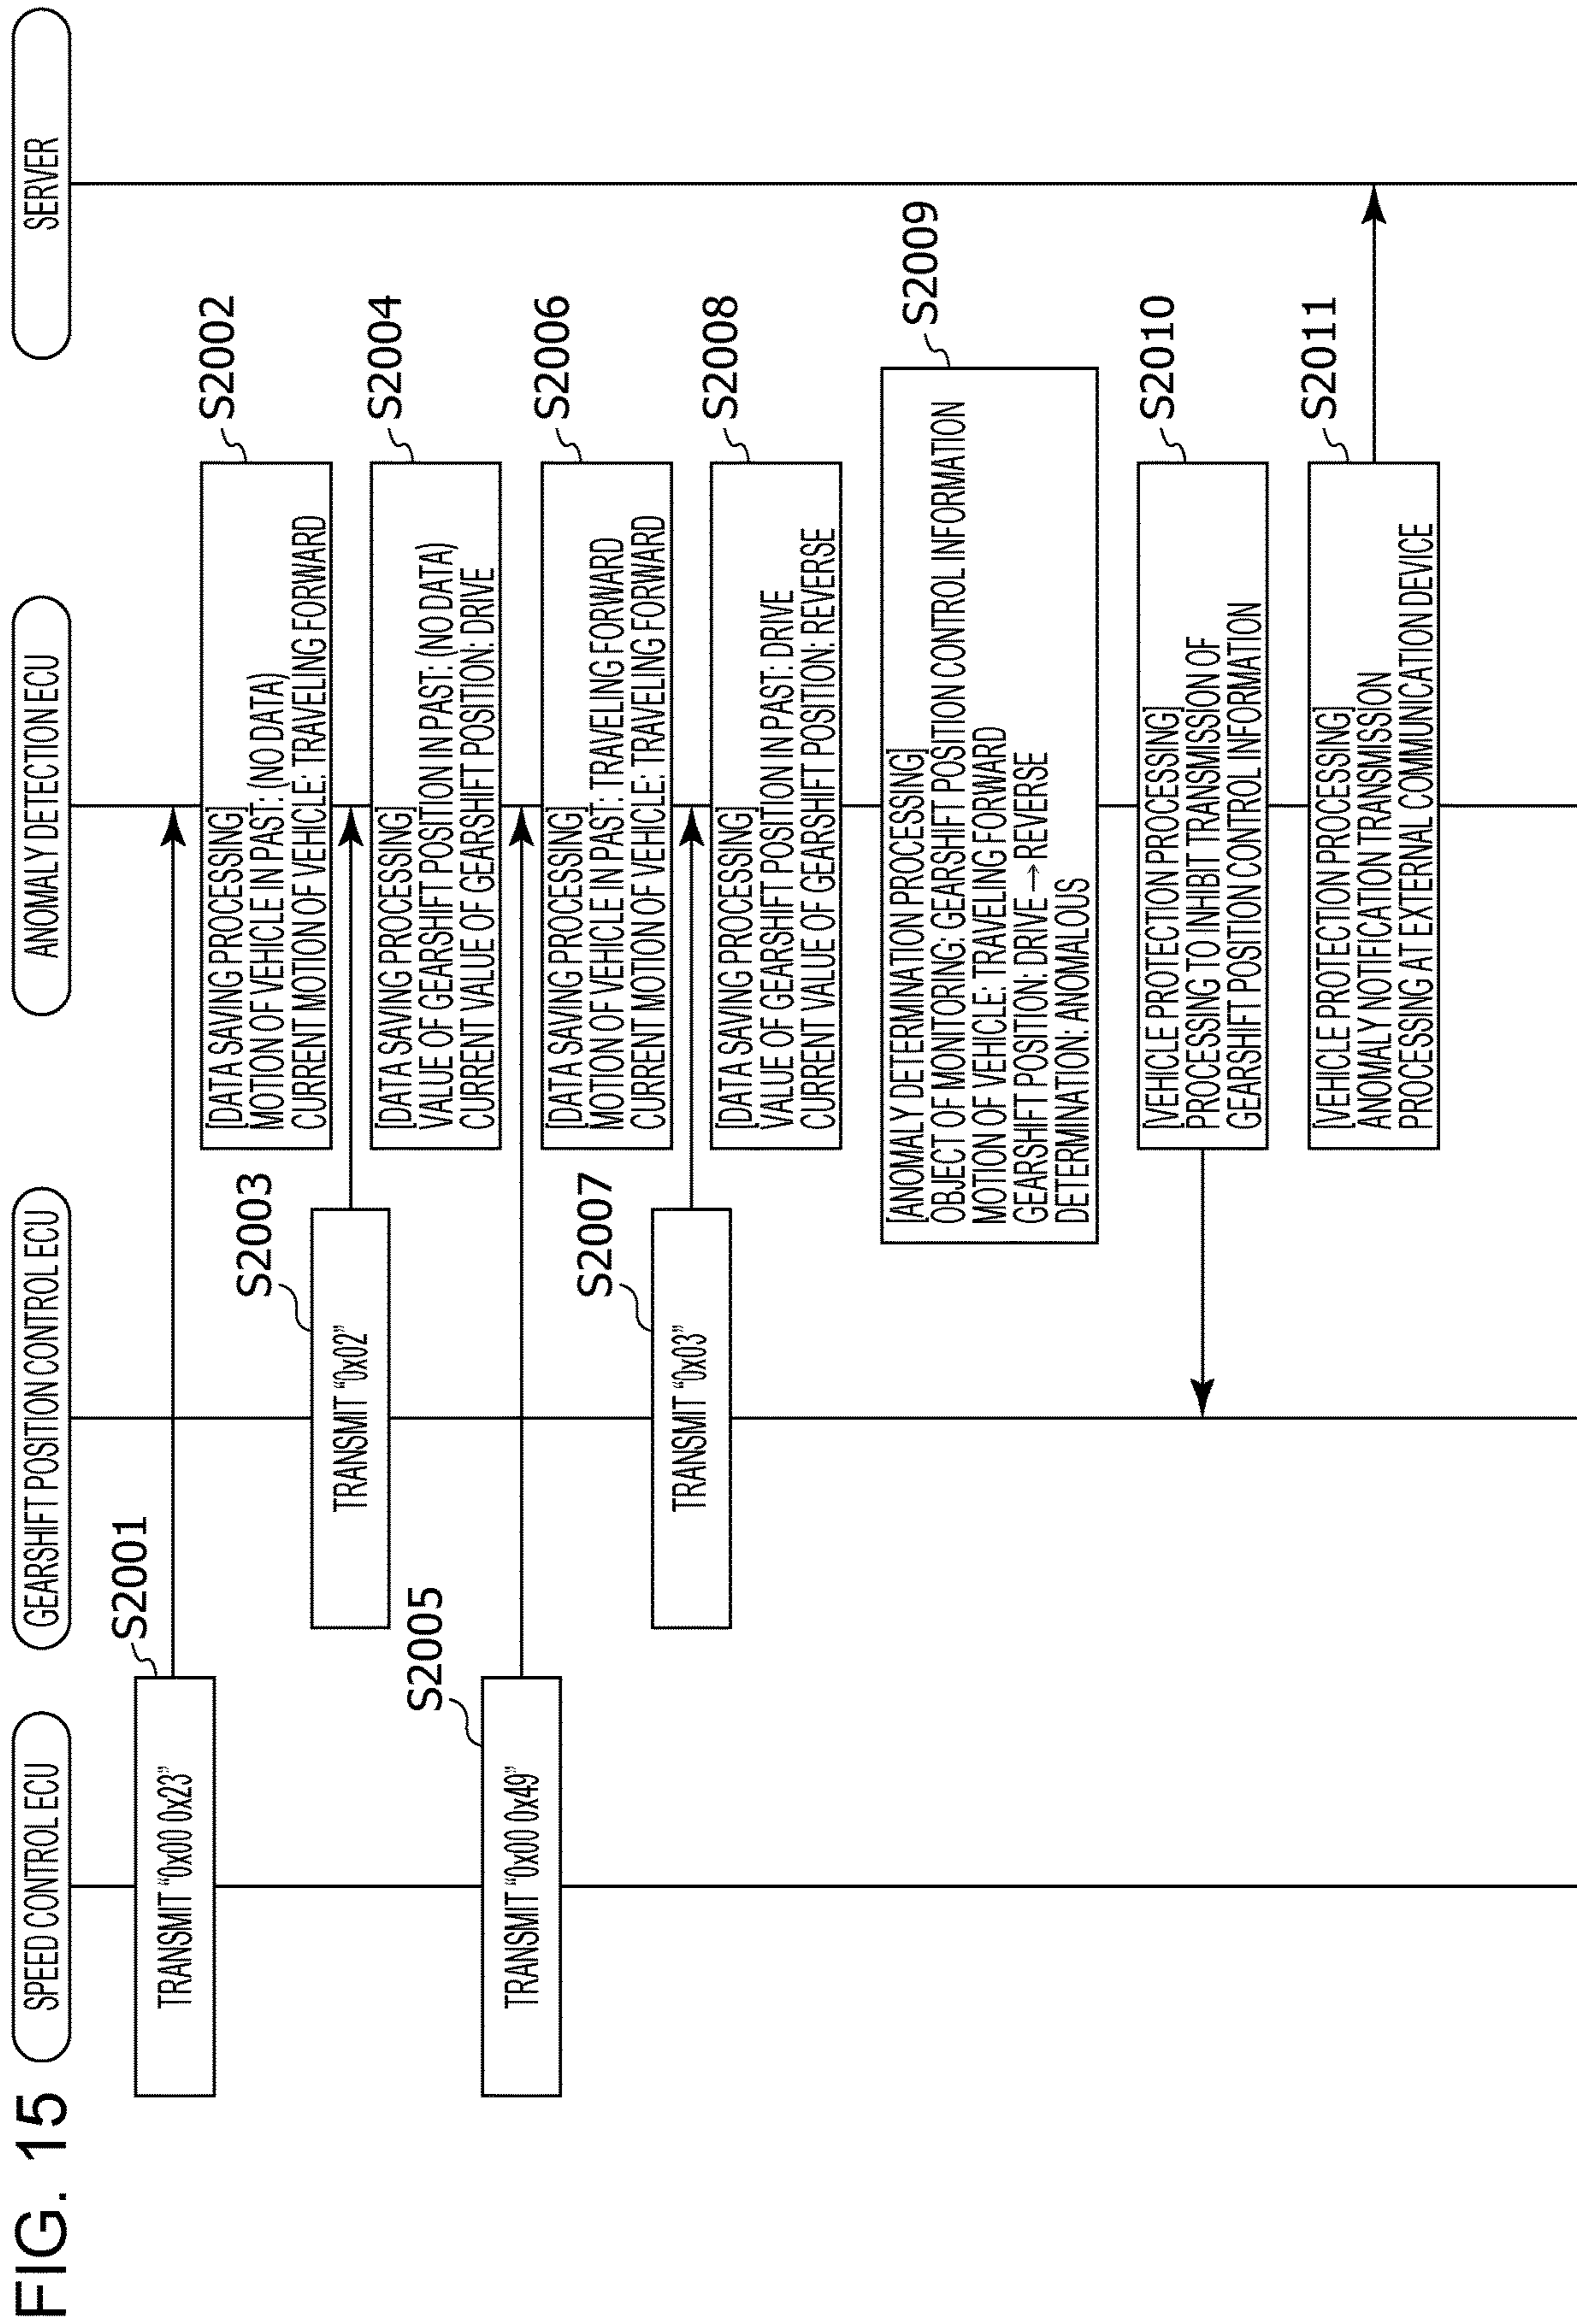 FIG. 15
SPEED CONTROL ECU
GEARSHIFT POSITION CONTROL ECU
ANOMALY DETECTION ECU
SERVER
S2001
TRANSMIT “0x00 0x23”
S2002
[DATA SAVING PROCESSING]
MOTION OF VEHICLE IN PAST: (NO DATA)
CURRENT MOTION OF VEHICLE: TRAVELING FORWARD
S2003
TRANSMIT “0x02”
S2004
[DATA SAVING PROCESSING]
VALUE OF GEARSHIFT POSITION IN PAST: (NO DATA)
CURRENT VALUE OF GEARSHIFT POSITION: DRIVE
S2005
TRANSMIT “0x00 0x49”
S2006
[DATA SAVING PROCESSING]
MOTION OF VEHICLE IN PAST: TRAVELING FORWARD
CURRENT MOTION OF VEHICLE: TRAVELING FORWARD
S2007
TRANSMIT “0x03”
S2008
[DATA SAVING PROCESSING]
VALUE OF GEARSHIFT POSITION IN PAST: DRIVE
CURRENT VALUE OF GEARSHIFT POSITION: REVERSE
S2009
[ANOMALY DETERMINATION PROCESSING]
OBJECT OF MONITORING: GEARSHIFT POSITION CONTROL INFORMATION
MOTION OF VEHICLE: TRAVELING FORWARD
GEARSHIFT POSITION: DRIVE → REVERSE
DETERMINATION: ANOMALOUS
S2010
[VEHICLE PROTECTION PROCESSING]
PROCESSING TO INHIBIT TRANSMISSION OF
GEARSHIFT POSITION CONTROL INFORMATION
S2011
[VEHICLE PROTECTION PROCESSING]
ANOMALY NOTIFICATION TRANSMISSION
PROCESSING AT EXTERNAL COMMUNICATION DEVICE